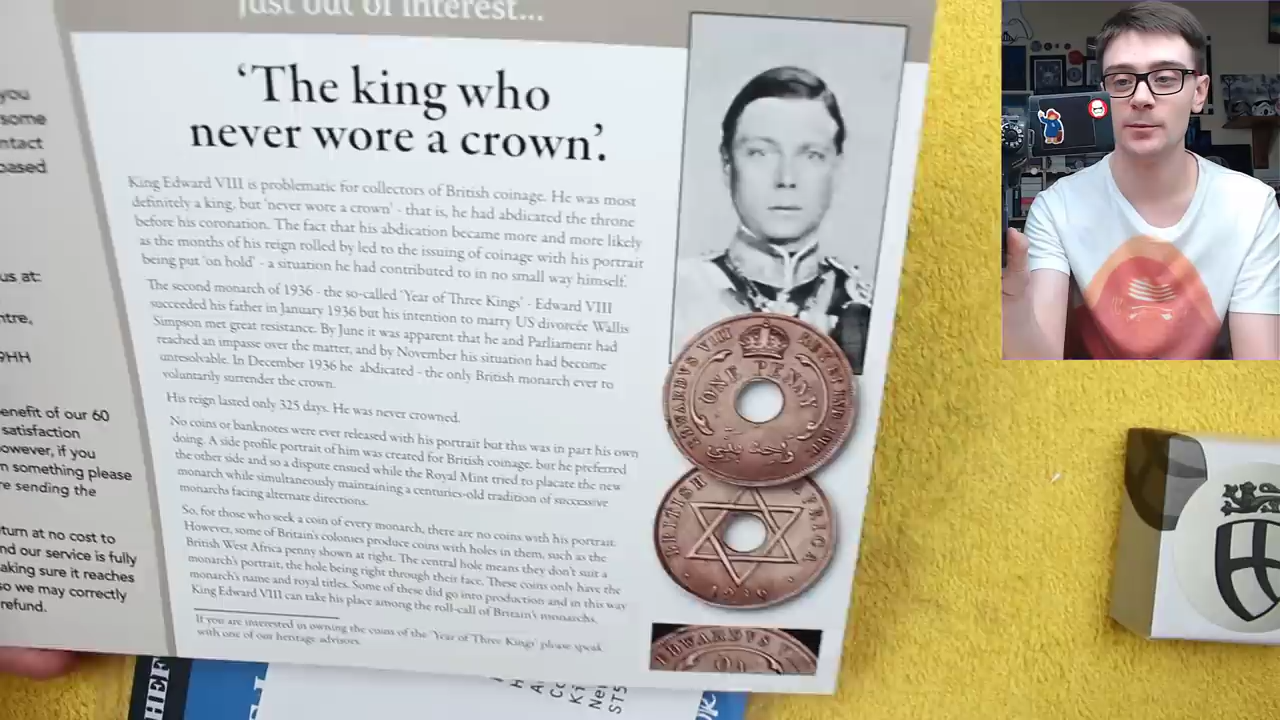 just out of interest...
‘The king who
never wore a crown’.
King Edward VIII is problematic for collectors of British coinage. He was most
definitely a king, but 'never wore a crown' - that is, he had abdicated the throne
before his coronation. The fact that his abdication became more and more likely
as the months of his reign rolled by led to the issuing of coinage with his portrait
being put 'on hold' - a situation he had contributed to in no small way himself.
The second monarch of 1936 - the so-called 'Year of Three Kings' - Edward VIII
succeeded his father in January 1936 but his intention to marry US divorcée Wallis
Simpson met great resistance. By June it was apparent that he and Parliament had
reached an impasse over the matter, and by November his situation had become
unresolvable. In December 1936 he abdicated - the only British monarch ever to
voluntarily surrender the crown.
His reign lasted only 325 days. He was never crowned.
No coins or banknotes were ever released with his portrait but this was in part his own
doing. A side profile portrait of him was created for British coinage, but he preferred
the other side and so a dispute ensued while the Royal Mint tried to placate the new
monarch while simultaneously maintaining a centuries-old tradition of successive
monarchs facing alternate directions.
So, for those who seek a coin of every monarch, there are no coins with his portrait.
However, some of Britain's colonies produce coins with holes in them, such as the
British West Africa penny shown at right. The central hole means they don't suit a
monarch's portrait, the hole being right through their face. These coins only have the
monarch's name and royal titles. Some of these did go into production and in this way
King Edward VIII can take his place among the roll-call of Britain's monarchs.
If you are interested in owning the coins of the 'Year of Three Kings' please speak
with one of our heritage advisors.
you
some
ntact
based
us at:
ntre,
9HH
enefit of our 60
satisfaction
owever, if you
n something please
re sending the
turn at no cost to
nd our service is fully
aking sure it reaches
so we may correctly
refund.
EDWARDVS VIII
ONE PENNY
BRITISH
AFRICA
EDWARDVS V
HEF